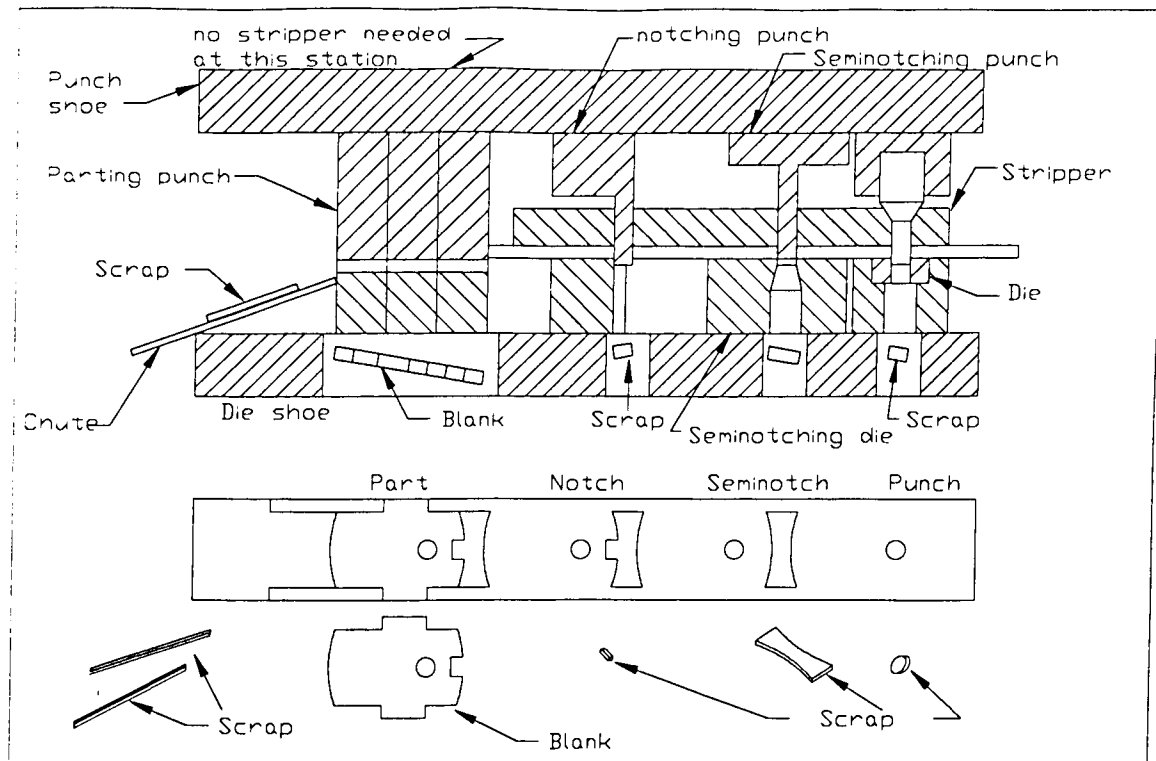 no stripper needed
at this station
notching punch
Seminotching punch
Punch
shoe
Parting punch
Stripper
Scrap
Die
Chute
Die shoe
Blank
Scrap
Seminotching die
Scrap
Part
Notch
Seminotch
Punch
Scrap
Blank
Scrap